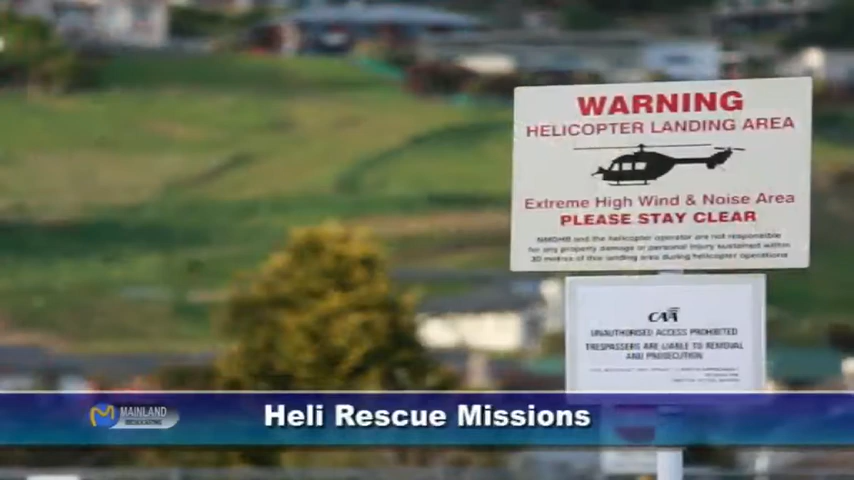 WARNING
HELICOPTER LANDING AREA
Extreme High Wind & Noise Area
PLEASE STAY CLEAR
NMDHB and the helicopter operator are not responsible
for any property damage or personal injury sustained within
30 metres of this landing area during helicopter operations
CAA
UNAUTHORISED ACCESS PROHIBITED
TRESPASSERS ARE LIABLE TO REMOVAL
AND PROSECUTION
MAINLAND
Heli Rescue Missions